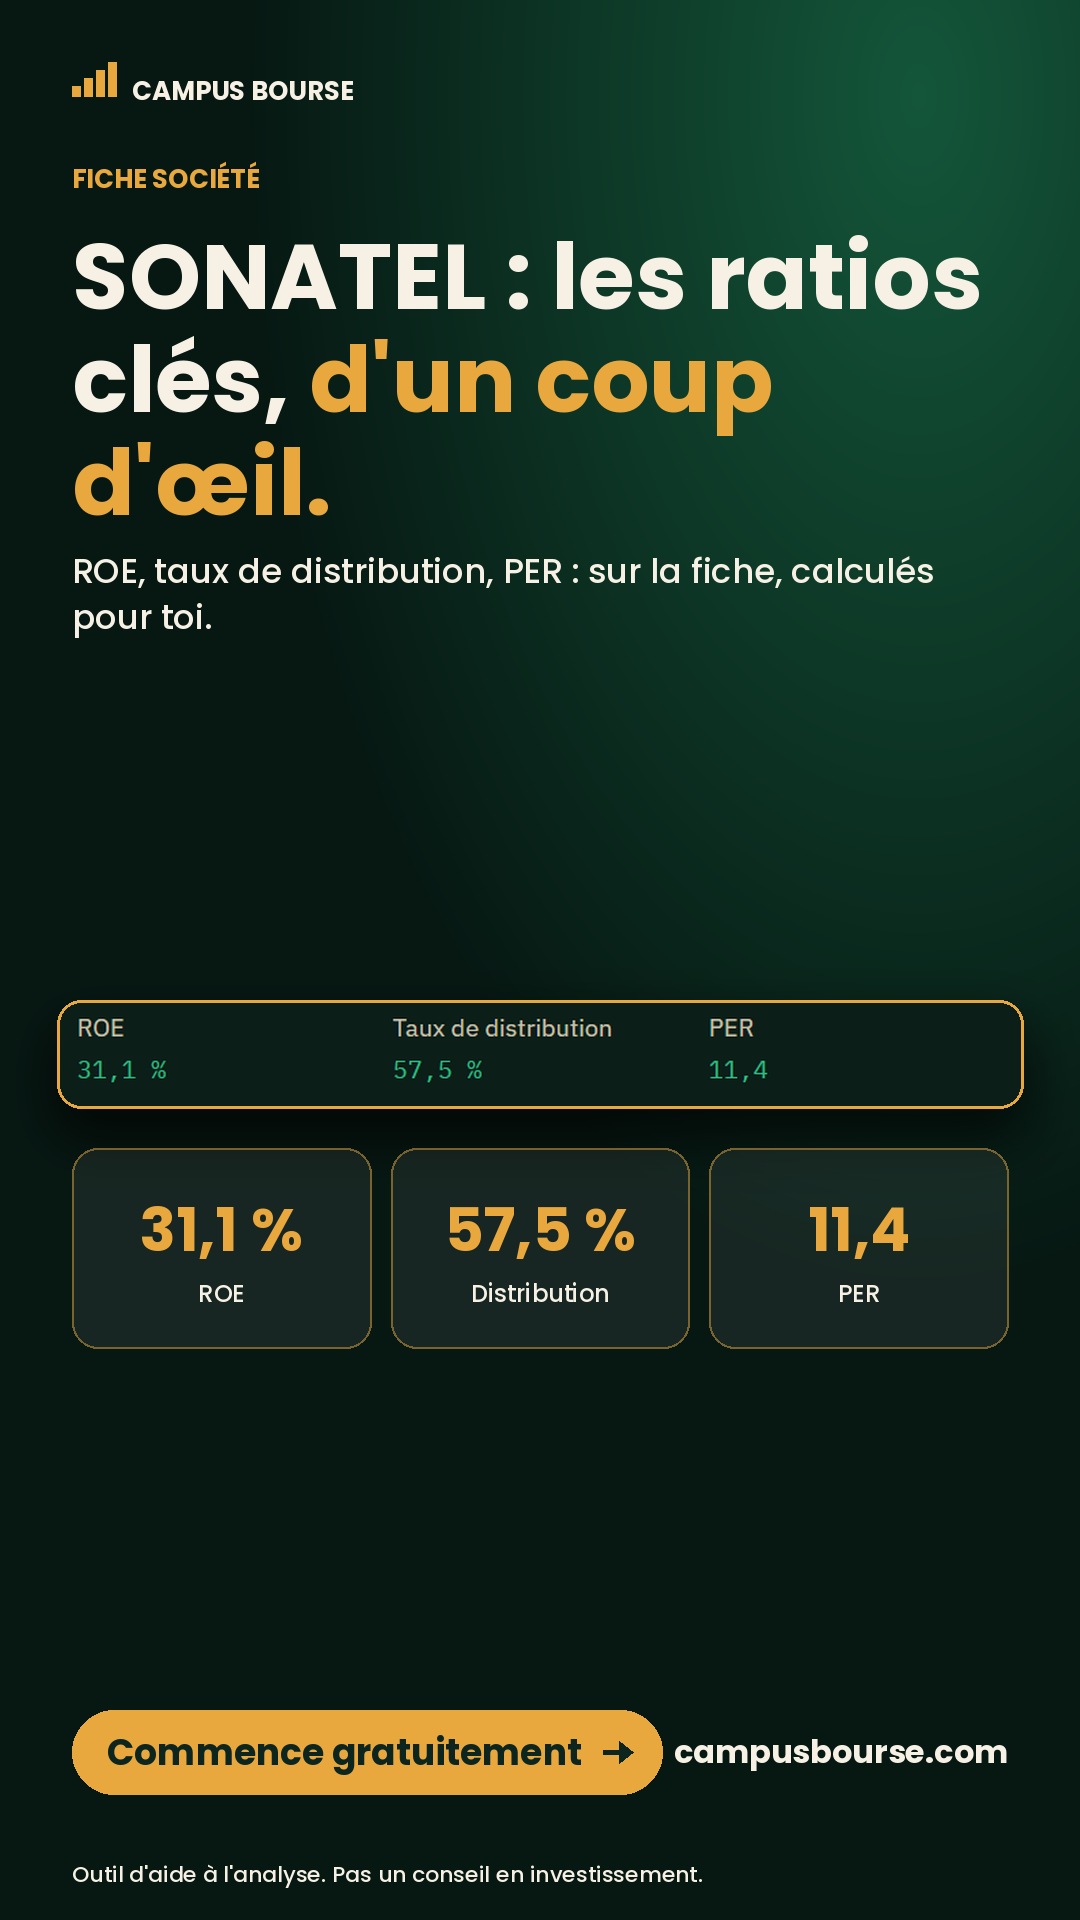 CAMPUS BOURSE
FICHE SOCIÉTÉ
SONATEL : les ratios
clés, d'un coup
d'œil.
ROE, taux de distribution, PER : sur la fiche, calculés
pour toi.
ROE Taux de distribution PER
31,1 % 57,5 % 11,4
31,1 % 57,5 % 11,4
ROE Distribution PER
Commence gratuitement → campusbourse.com
Outil d'aide à l'analyse. Pas un conseil en investissement.